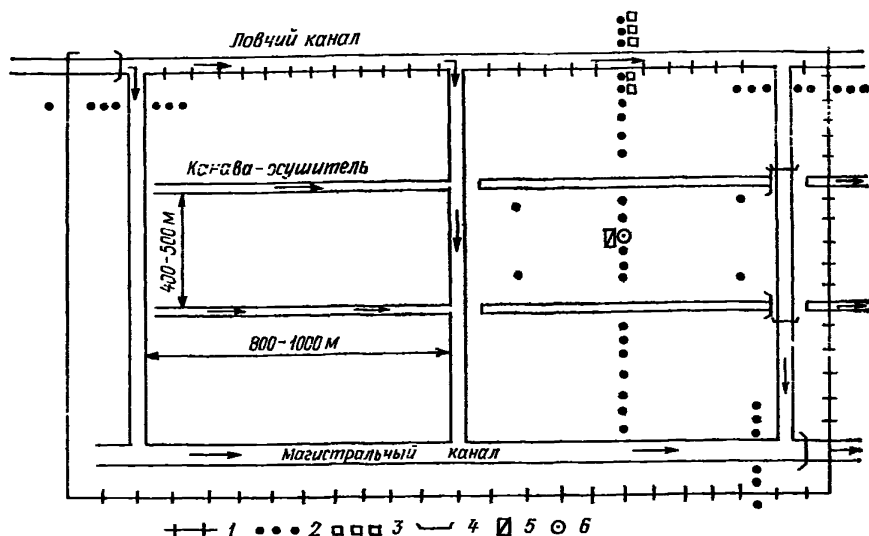 Ловчий канал
Канава-осушитель
400-500 м
800-1000 м
Магистральный канал
1 2 3 4 5 6